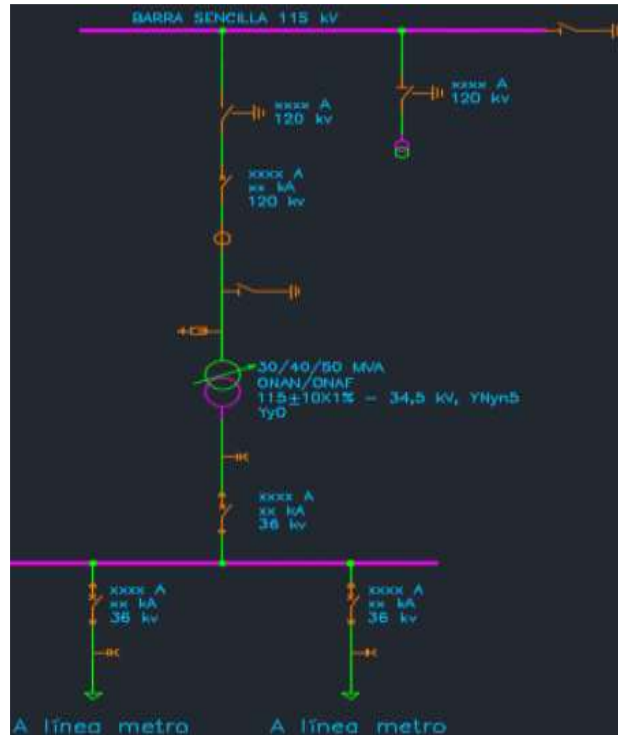 BARRA SENCILLA 115 kV
xxxx A
120 kv
xxxx A
120 kv
xxxx A
xx kA
120 kv
30/40/50 MVA
ONAN/ONAF
115±10X1% - 34,5 kV, YNyn5
Yy0
xxxx A
xx kA
36 kv
xxxx A
xx kA
36 kv
xxxx A
xx kA
36 kv
A línea metro
A línea metro